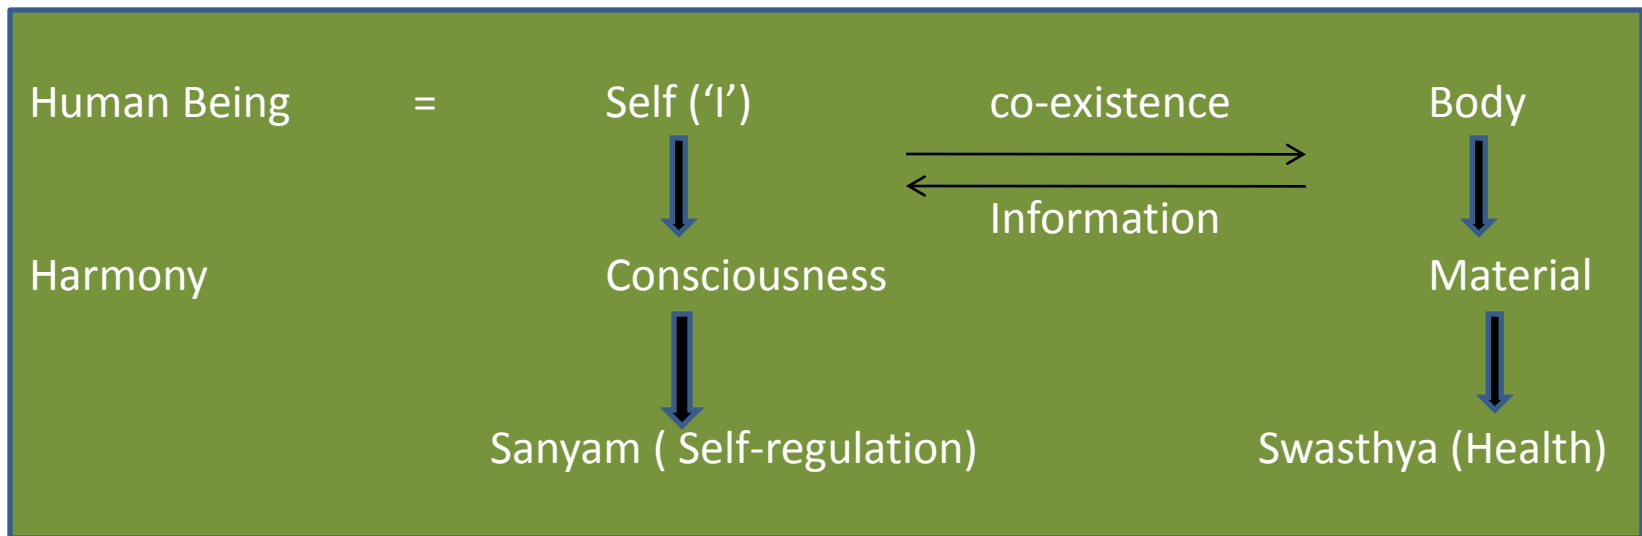 Human Being = Self (‘I’) co-existence Body
Information
Harmony Consciousness Material
Sanyam ( Self-regulation) Swasthya (Health)